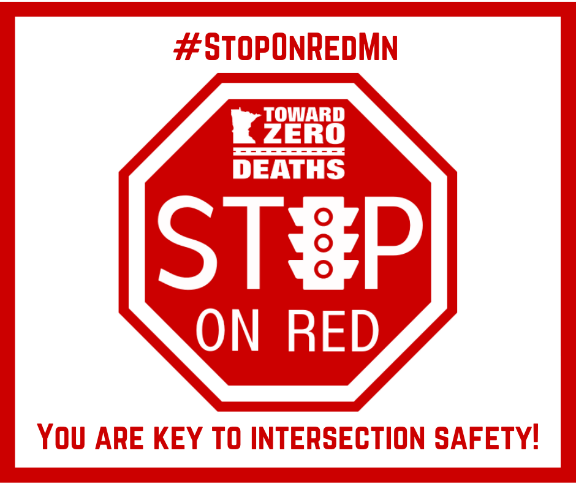 #StopOnRedMn
TOWARD
ZERO
DEATHS
STOP
ON RED
YOU ARE KEY TO INTERSECTION SAFETY!